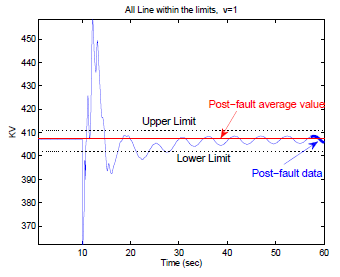 All Line within the limits, v=1
KV
450
440
430
420
410
400
390
380
370
Post-fault average value
Upper Limit
Lower Limit
Post-fault data
10
20
30
40
50
60
Time (sec)